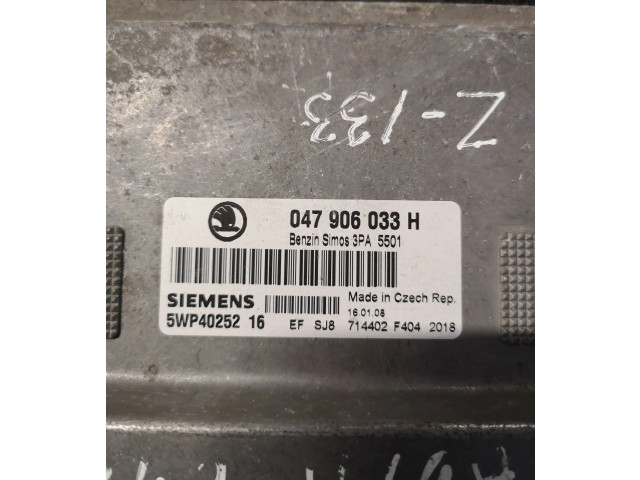 Z-133
047 906 033 H
Benzin Simos 3PA 5501
SIEMENS
Made in Czech Rep.
16.01.08
5WP40252 16 EF SJ8 714402 F404 2018